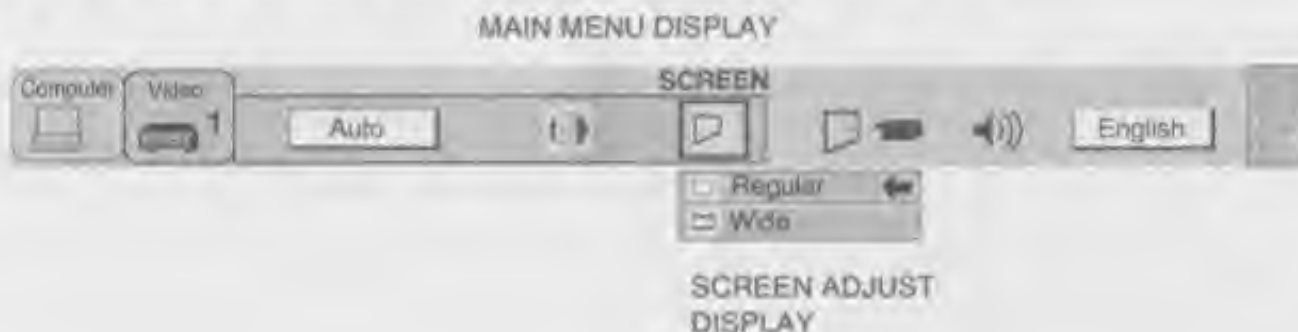 MAIN MENU DISPLAY
SCREEN
Computer Video
1
Auto English
Regular
Wide
SCREEN ADJUST
DISPLAY